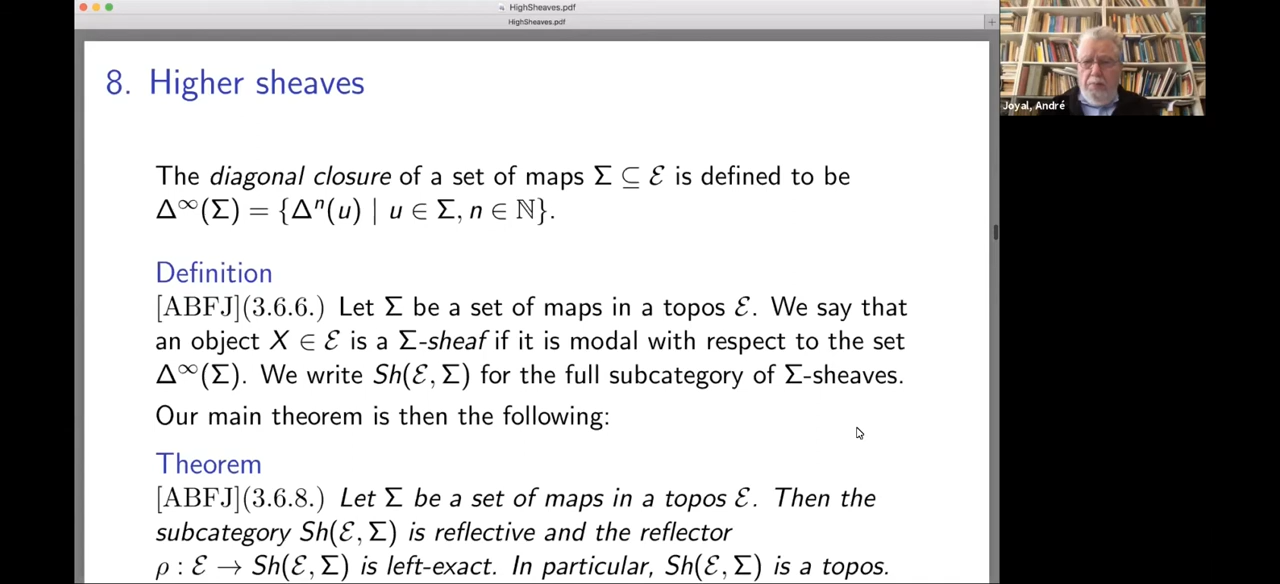 HighSheaves.pdf
HighSheaves.pdf
8. Higher sheaves
The diagonal closure of a set of maps Σ ⊆ ℰ is defined to be
Δ∞(Σ) = {Δⁿ(u) | u ∈ Σ, n ∈ ℕ}.
Definition
[ABFJ](3.6.6.) Let Σ be a set of maps in a topos ℰ. We say that
an object X ∈ ℰ is a Σ-sheaf if it is modal with respect to the set
Δ∞(Σ). We write Sh(ℰ, Σ) for the full subcategory of Σ-sheaves.
Our main theorem is then the following:
Theorem
[ABFJ](3.6.8.) Let Σ be a set of maps in a topos ℰ. Then the
subcategory Sh(ℰ, Σ) is reflective and the reflector
ρ : ℰ → Sh(ℰ, Σ) is left-exact. In particular, Sh(ℰ, Σ) is a topos.
Joyal, André